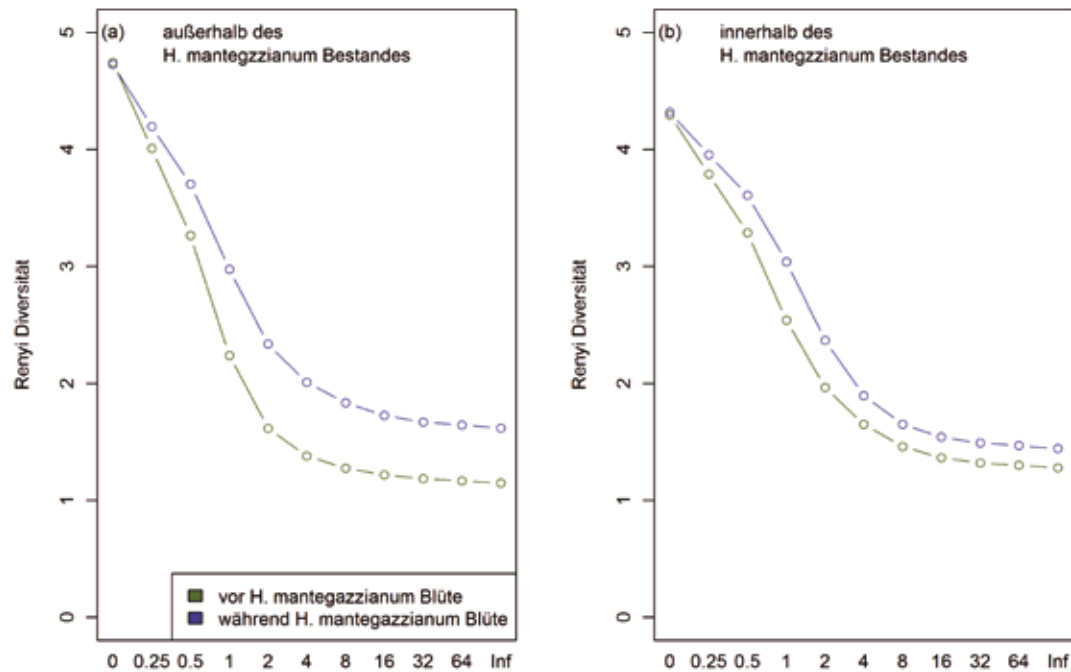 (a) außerhalb des
H. mantegzzianum Bestandes
Renyi Diversität
5
4
3
2
1
0
vor H. mantegazzianum Blüte
während H. mantegazzianum Blüte
0 0.25 0.5 1 2 4 8 16 32 64 Inf
(b) innerhalb des
H. mantegzzianum Bestandes
Renyi Diversität
5
4
3
2
1
0
0 0.25 0.5 1 2 4 8 16 32 64 Inf